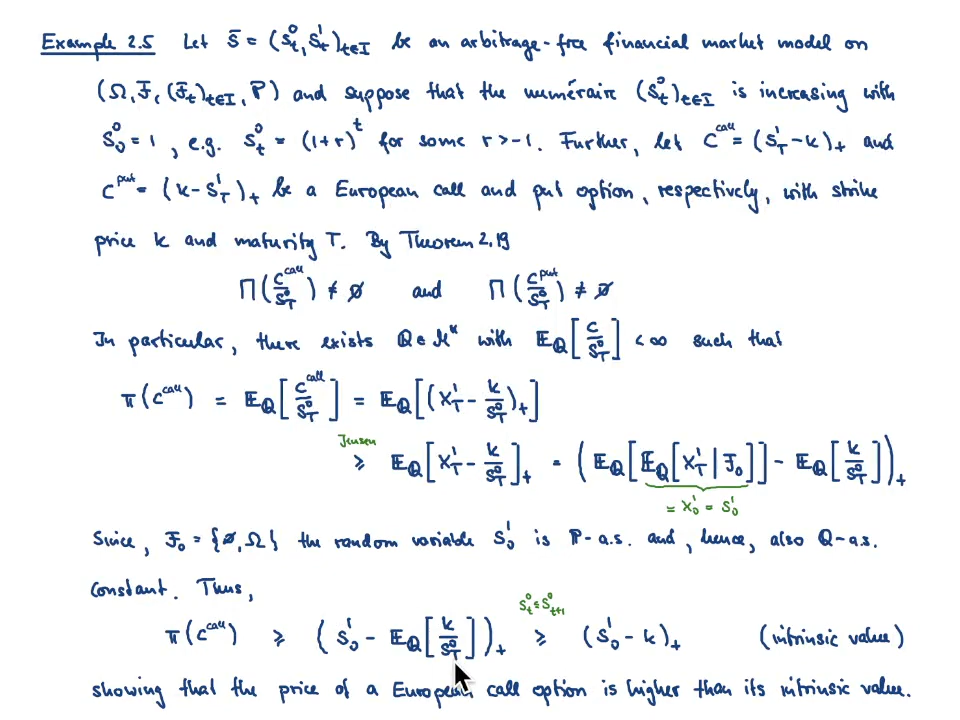 Example 2.5 Let S̄ = (S⁰_t, S¹_t)_{t∈I} be an arbitrage-free financial market model on
(Ω, F, (F_t)_{t∈I}, P) and suppose that the numéraire (S⁰_t)_{t∈I} is increasing with
S⁰_0 = 1, e.g. S⁰_t = (1+r)^t for some r > -1. Further, let C^call = (S¹_T - K)_+ and
C^put = (K - S¹_T)_+ be a European call and put option, respectively, with strike
price K and maturity T. By Theorem 2.19
Π(C^call/S⁰_T) ≠ ∅ and Π(C^put/S⁰_T) ≠ ∅
In particular, there exists Q ∈ M^u with E_Q[C/S⁰_T] < ∞ such that
π(C^call) = E_Q[C^call/S⁰_T] = E_Q[(X¹_T - K/S⁰_T)_+]
Jensen
≥ E_Q[X¹_T - K/S⁰_T]_+ = (E_Q[E_Q[X¹_T | F_0]] - E_Q[K/S⁰_T])_+
= X¹_0 = S¹_0
Since, F_0 = {∅, Ω} the random variable S¹_0 is P-a.s. and, hence, also Q-a.s.
constant. Thus,
S⁰_t ≤ S⁰_{t+1}
π(C^call) ≥ (S¹_0 - E_Q[K/S⁰_T])_+ ≥ (S¹_0 - K)_+ (intrinsic value)
showing that the price of a European call option is higher than its intrinsic value.